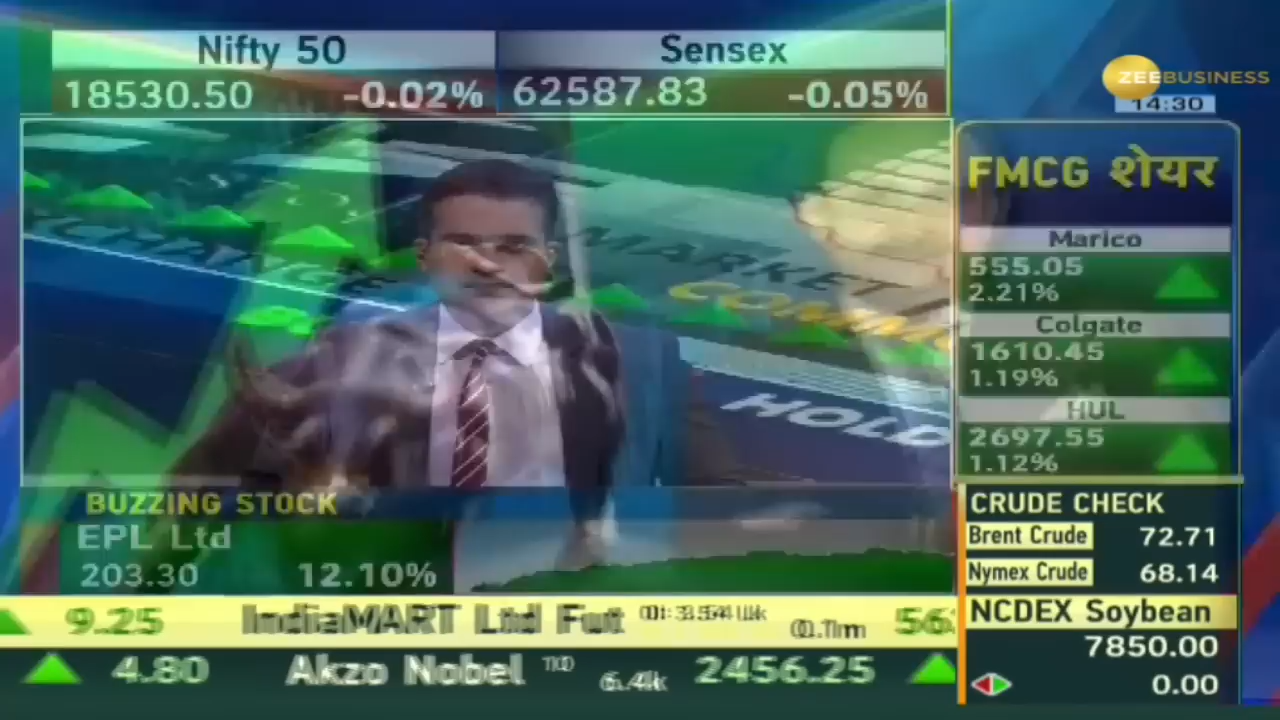 Nifty 50 Sensex
18530.50 -0.02% 62587.83 -0.05%
ZEEBUSINESS
14:30
FMCG शेयर
Marico
555.05
2.21%
Colgate
1610.45
1.19%
HUL
2697.55
1.12%
MARKET
HOLD
BUZZING STOCK
EPL Ltd
203.30 12.10%
CRUDE CHECK
Brent Crude 72.71
Nymex Crude 68.14
NCDEX Soybean
7850.00
0.00
9.25 IndiaMART Ltd Fut
4.80 Akzo Nobel 2456.25